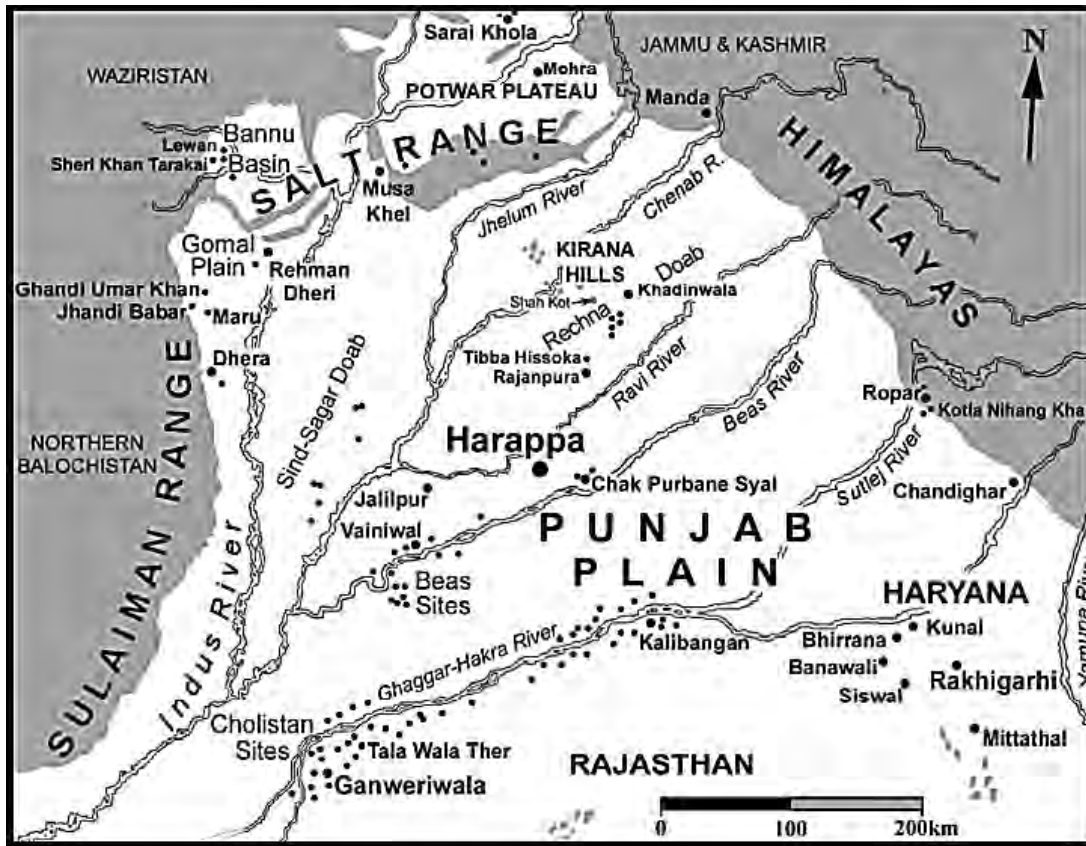 Sarai Khola
JAMMU & KASHMIR
N
WAZIRISTAN
Mohra
POTWAR PLATEAU
Manda
Bannu
Basin
Lewan
Sheri Khan Tarakai
SALT RANGE
HIMALAYAS
Musa
Khel
Jhelum River
Chenab R.
Gomal
Plain
Rehman
Dheri
KIRANA
HILLS
Doab
Khadinwala
Shah Kot
Rechna
Ghandi Umar Khan
Jhandi Babar
Maru
Dhera
Tibba Hissoka
Rajanpura
Ravi River
Beas River
Sind-Sagar Doab
Ropar
Kotla Nihang Kha
NORTHERN
BALOCHISTAN
SULAIMAN RANGE
Harappa
Sutlej River
Jalilpur
Chak Purbane Syal
Chandighar
Vainiwal
PUNJAB
PLAIN
Beas
Sites
HARYANA
Indus River
Ghaggar-Hakra River
Kalibangan
Bhirrana
Kunal
Banawali
Siswal
Rakhigarhi
Yamuna River
Cholistan
Sites
Tala Wala Ther
Ganweriwala
RAJASTHAN
Mittathal
0
100
200km